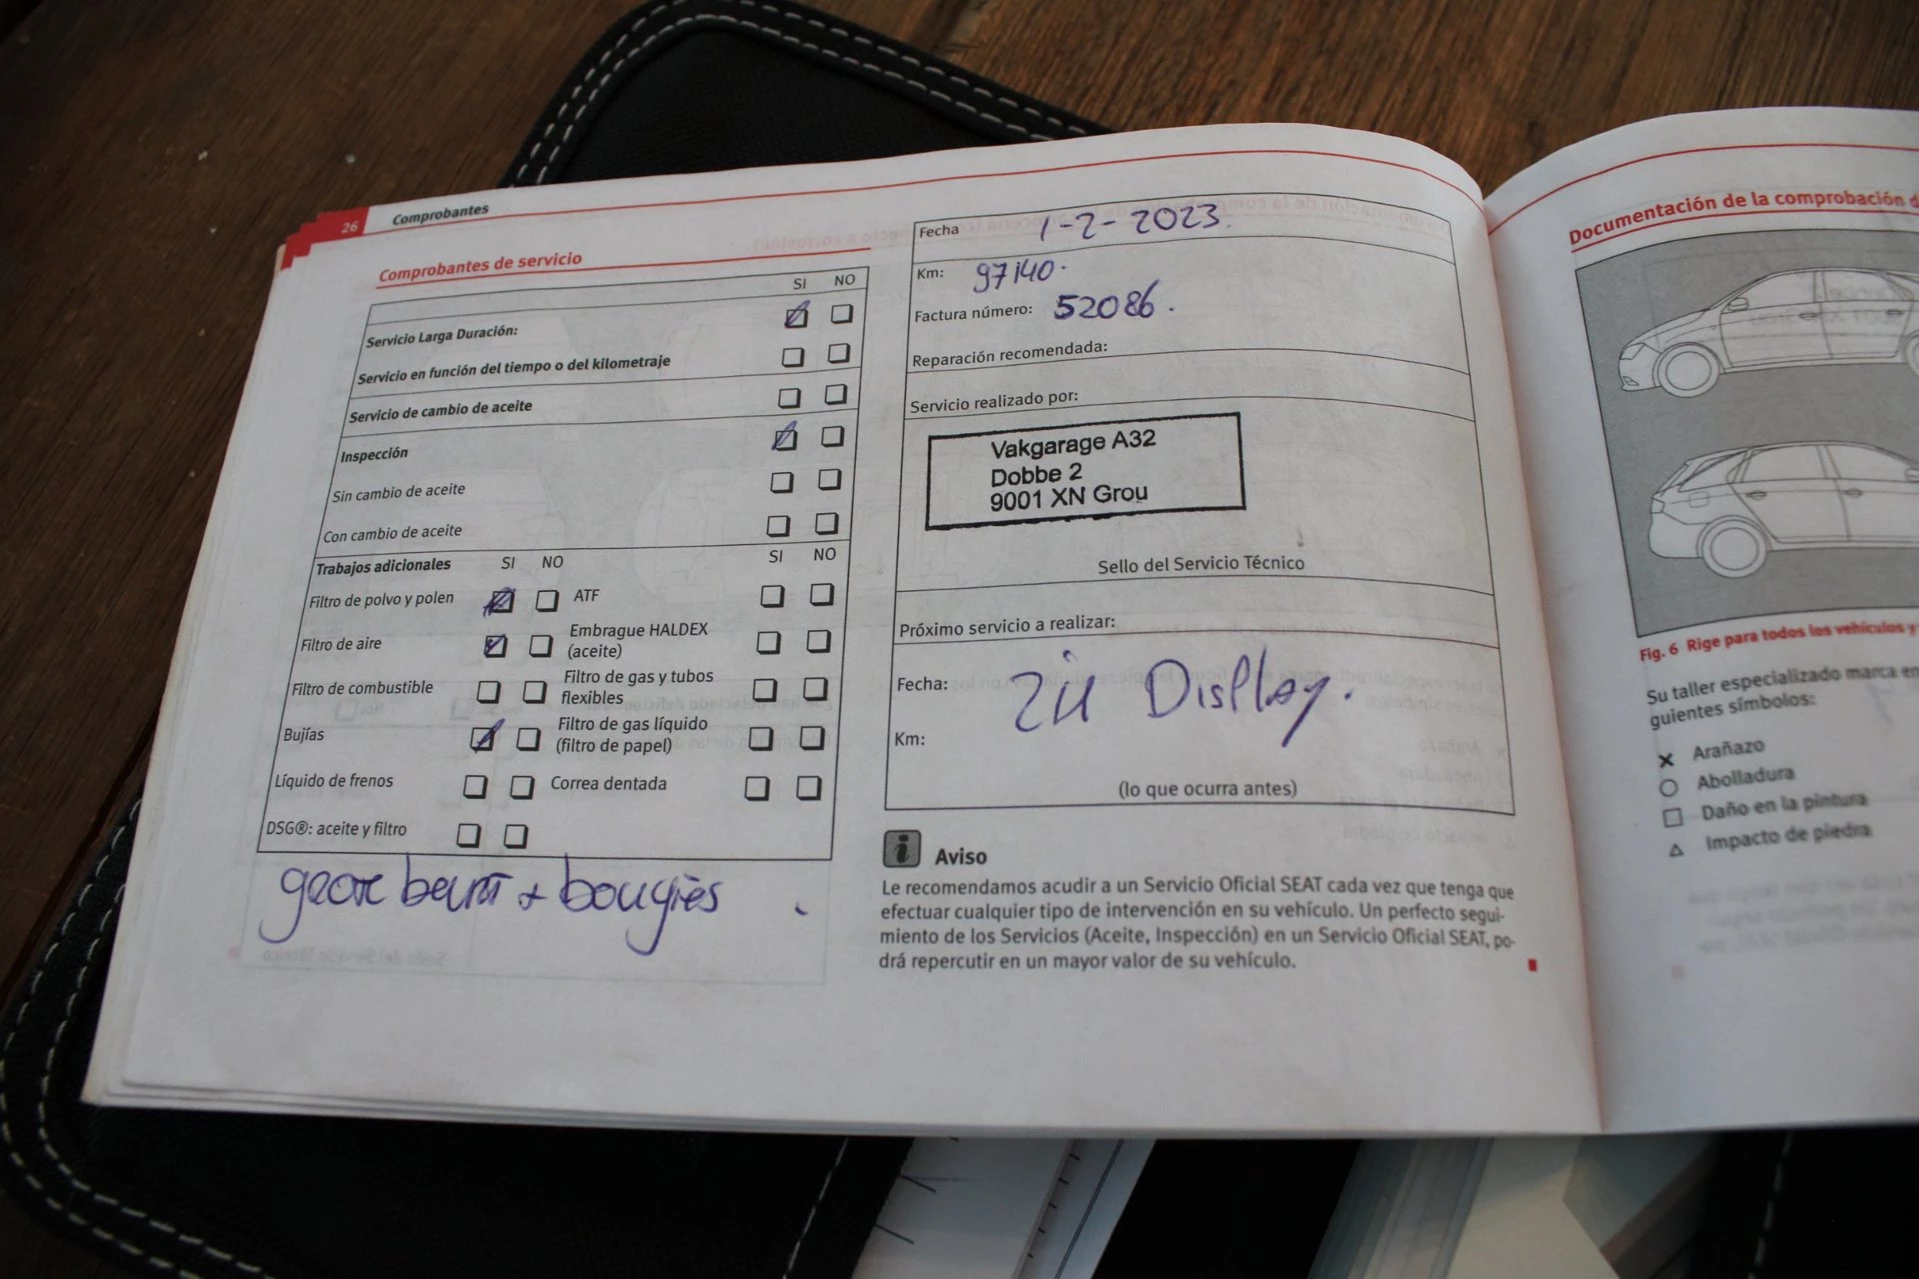 26 Comprobantes
Comprobantes de servicio
SI NO
Servicio Larga Duración:
Servicio en función del tiempo o del kilometraje
Servicio de cambio de aceite
Inspección
Sin cambio de aceite
Con cambio de aceite
Trabajos adicionales SI NO SI NO
Filtro de polvo y polen ATF
Filtro de aire Embrague HALDEX
(aceite)
Filtro de combustible Filtro de gas y tubos
flexibles
Bujías Filtro de gas líquido
(filtro de papel)
Líquido de frenos Correa dentada
DSG®: aceite y filtro
grote beurt + bougiès
Fecha 1-2-2023.
Km: 97140.
Factura número: 52086.
Reparación recomendada:
Servicio realizado por:
Vakgarage A32
Dobbe 2
9001 XN Grou
Sello del Servicio Técnico
Próximo servicio a realizar:
Fecha:
Display.
Km:
(lo que ocurra antes)
i Aviso
Le recomendamos acudir a un Servicio Oficial SEAT cada vez que tenga que
efectuar cualquier tipo de intervención en su vehículo. Un perfecto segui-
miento de los Servicios (Aceite, Inspección) en un Servicio Oficial SEAT, po-
drá repercutir en un mayor valor de su vehículo.
Documentación de la comprobación d
Fig. 6 Rige para todos los vehículos y
Su taller especializado marca en
guientes símbolos:
Arañazo
Abolladura
Daño en la pintura
Impacto de piedra